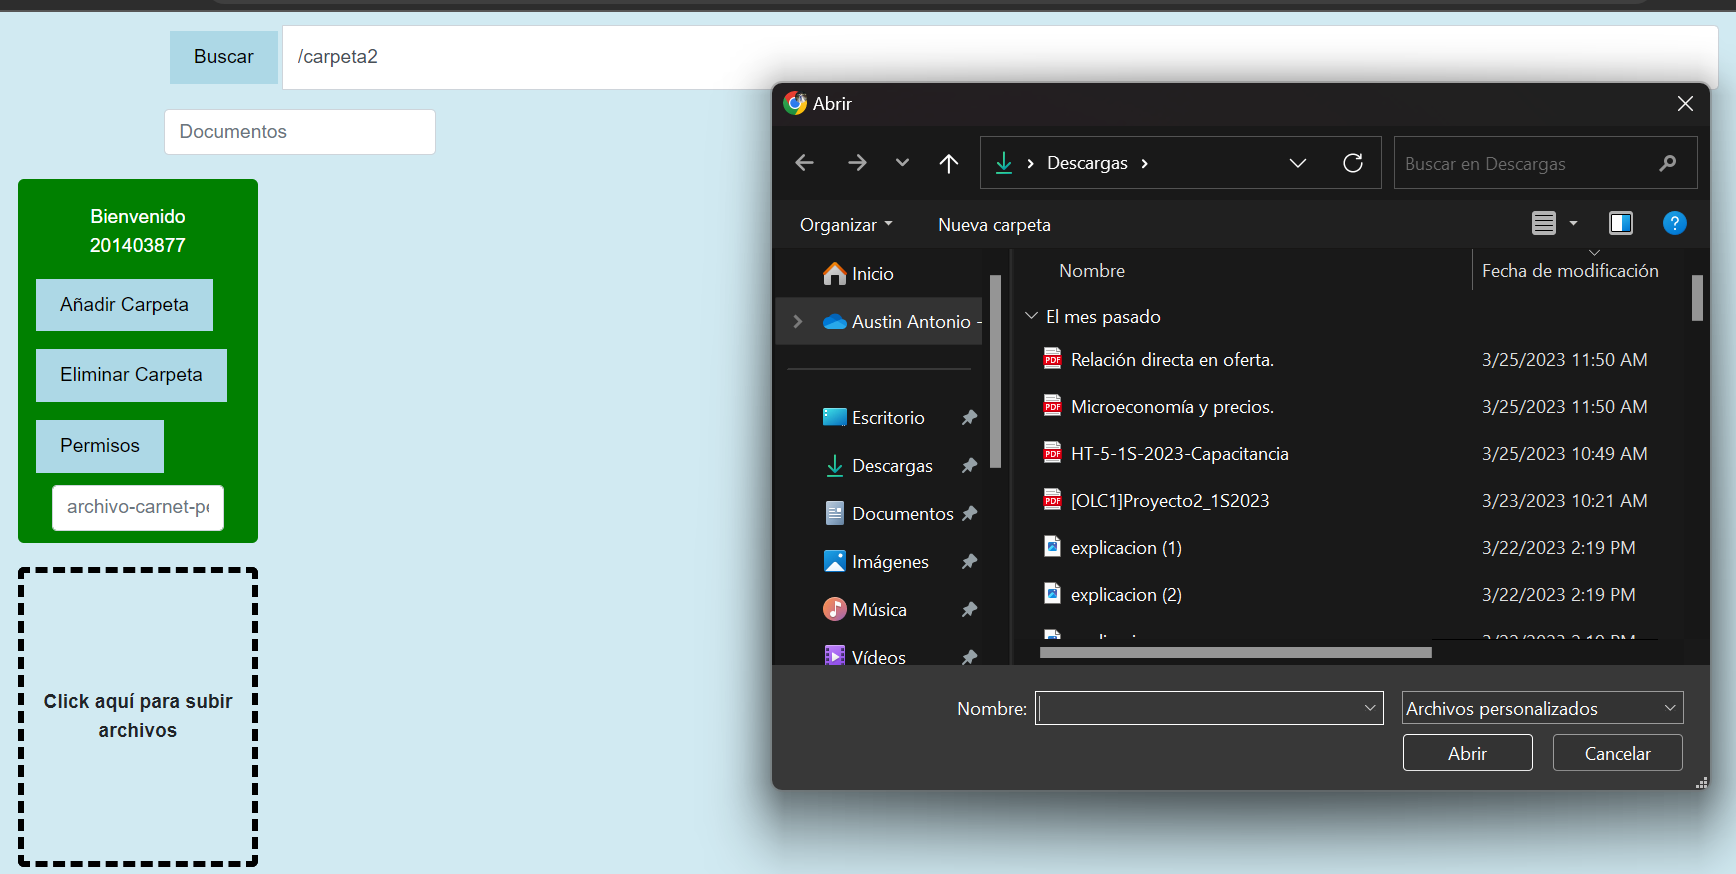 Buscar
/carpeta2
Documentos
Bienvenido
201403877
Añadir Carpeta
Eliminar Carpeta
Permisos
archivo-carnet-pe
Click aquí para subir
archivos
Abrir
Descargas
Buscar en Descargas
Organizar
Nueva carpeta
?
Inicio
Austin Antonio -
Escritorio
Descargas
Documentos
Imágenes
Música
Vídeos
Nombre
Fecha de modificación
El mes pasado
PDF Relación directa en oferta.
3/25/2023 11:50 AM
PDF Microeconomía y precios.
3/25/2023 11:50 AM
PDF HT-5-1S-2023-Capacitancia
3/25/2023 10:49 AM
PDF [OLC1]Proyecto2_1S2023
3/23/2023 10:21 AM
explicacion (1)
3/22/2023 2:19 PM
explicacion (2)
3/22/2023 2:19 PM
Nombre:
Archivos personalizados
Abrir
Cancelar